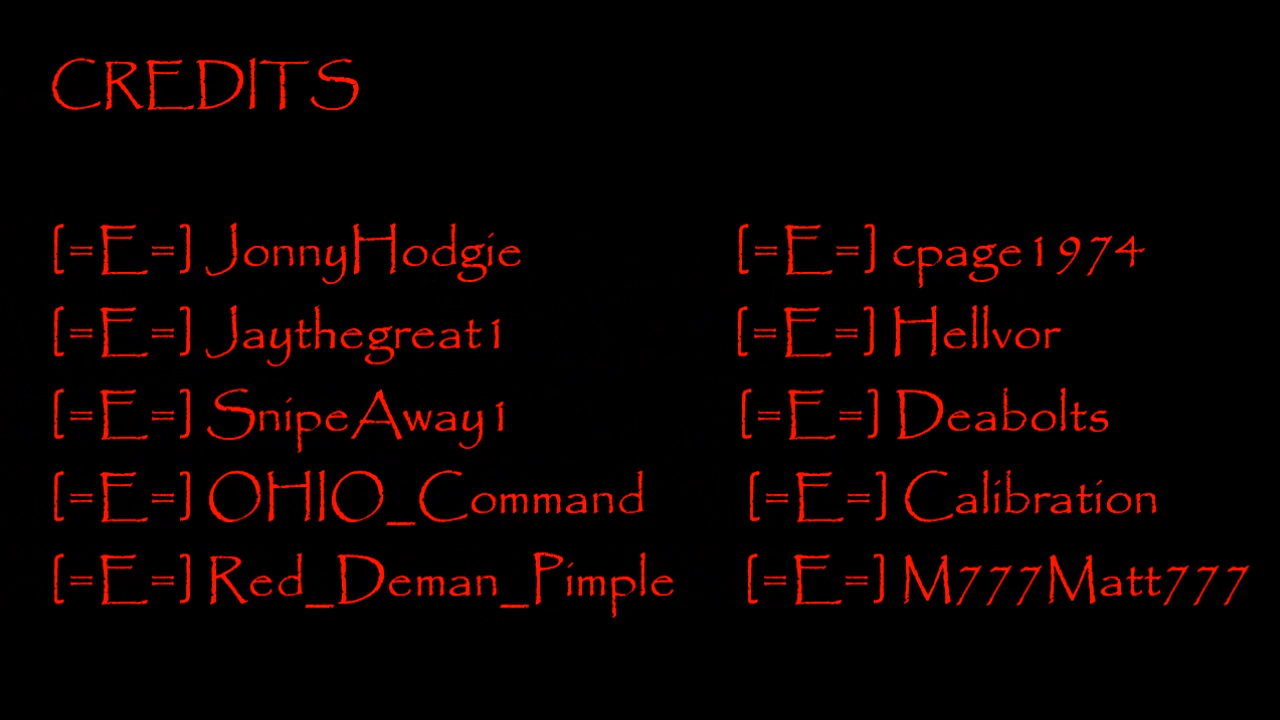 CREDITS
[=E=] JonnyHodgie [=E=] cpage1974
[=E=] Jaythegreat1 [=E=] Hellvor
[=E=] SnipeAway1 [=E=] Deabolts
[=E=] OHIO_Command [=E=] Calibration
[=E=] Red_Deman_Pimple [=E=] M777Matt777